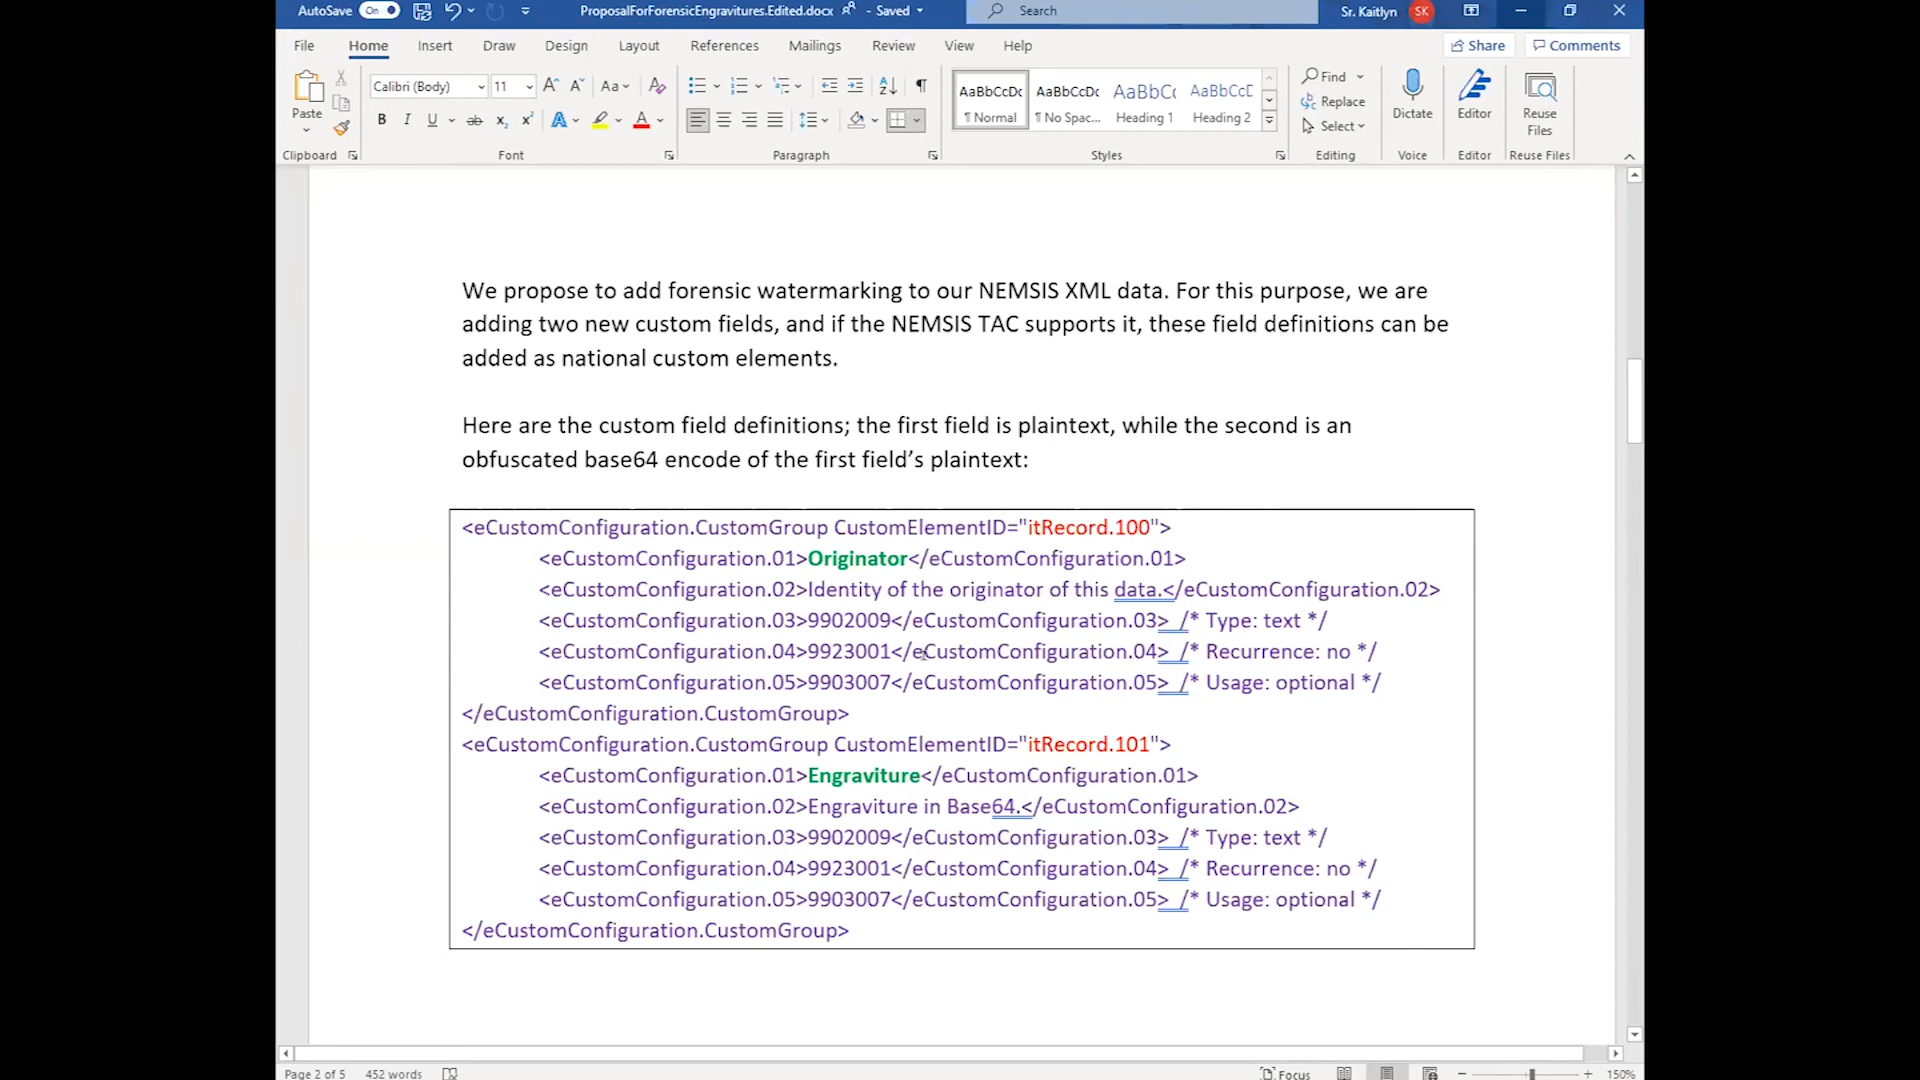 AutoSave On ProposalForForensicEngravitures.Edited.docx - Saved Search Sr. Kaitlyn SK
File Home Insert Draw Design Layout References Mailings Review View Help Share Comments
Paste
Clipboard
Calibri (Body) 11 A A Aa A
B I U ab x2 x2 A A
Font
Paragraph
AaBbCcDc AaBbCcDc AaBbCc AaBbCcD
¶ Normal ¶ No Spac... Heading 1 Heading 2
Styles
Find
Replace
Select
Editing
Dictate
Voice
Editor
Editor
Reuse
Files
Reuse Files
We propose to add forensic watermarking to our NEMSIS XML data. For this purpose, we are
adding two new custom fields, and if the NEMSIS TAC supports it, these field definitions can be
added as national custom elements.
Here are the custom field definitions; the first field is plaintext, while the second is an
obfuscated base64 encode of the first field’s plaintext:
<eCustomConfiguration.CustomGroup CustomElementID="itRecord.100">
<eCustomConfiguration.01>Originator</eCustomConfiguration.01>
<eCustomConfiguration.02>Identity of the originator of this data.</eCustomConfiguration.02>
<eCustomConfiguration.03>9902009</eCustomConfiguration.03> /* Type: text */
<eCustomConfiguration.04>9923001</eCustomConfiguration.04> /* Recurrence: no */
<eCustomConfiguration.05>9903007</eCustomConfiguration.05> /* Usage: optional */
</eCustomConfiguration.CustomGroup>
<eCustomConfiguration.CustomGroup CustomElementID="itRecord.101">
<eCustomConfiguration.01>Engraviture</eCustomConfiguration.01>
<eCustomConfiguration.02>Engraviture in Base64.</eCustomConfiguration.02>
<eCustomConfiguration.03>9902009</eCustomConfiguration.03> /* Type: text */
<eCustomConfiguration.04>9923001</eCustomConfiguration.04> /* Recurrence: no */
<eCustomConfiguration.05>9903007</eCustomConfiguration.05> /* Usage: optional */
</eCustomConfiguration.CustomGroup>
Page 2 of 5 452 words Focus 150%